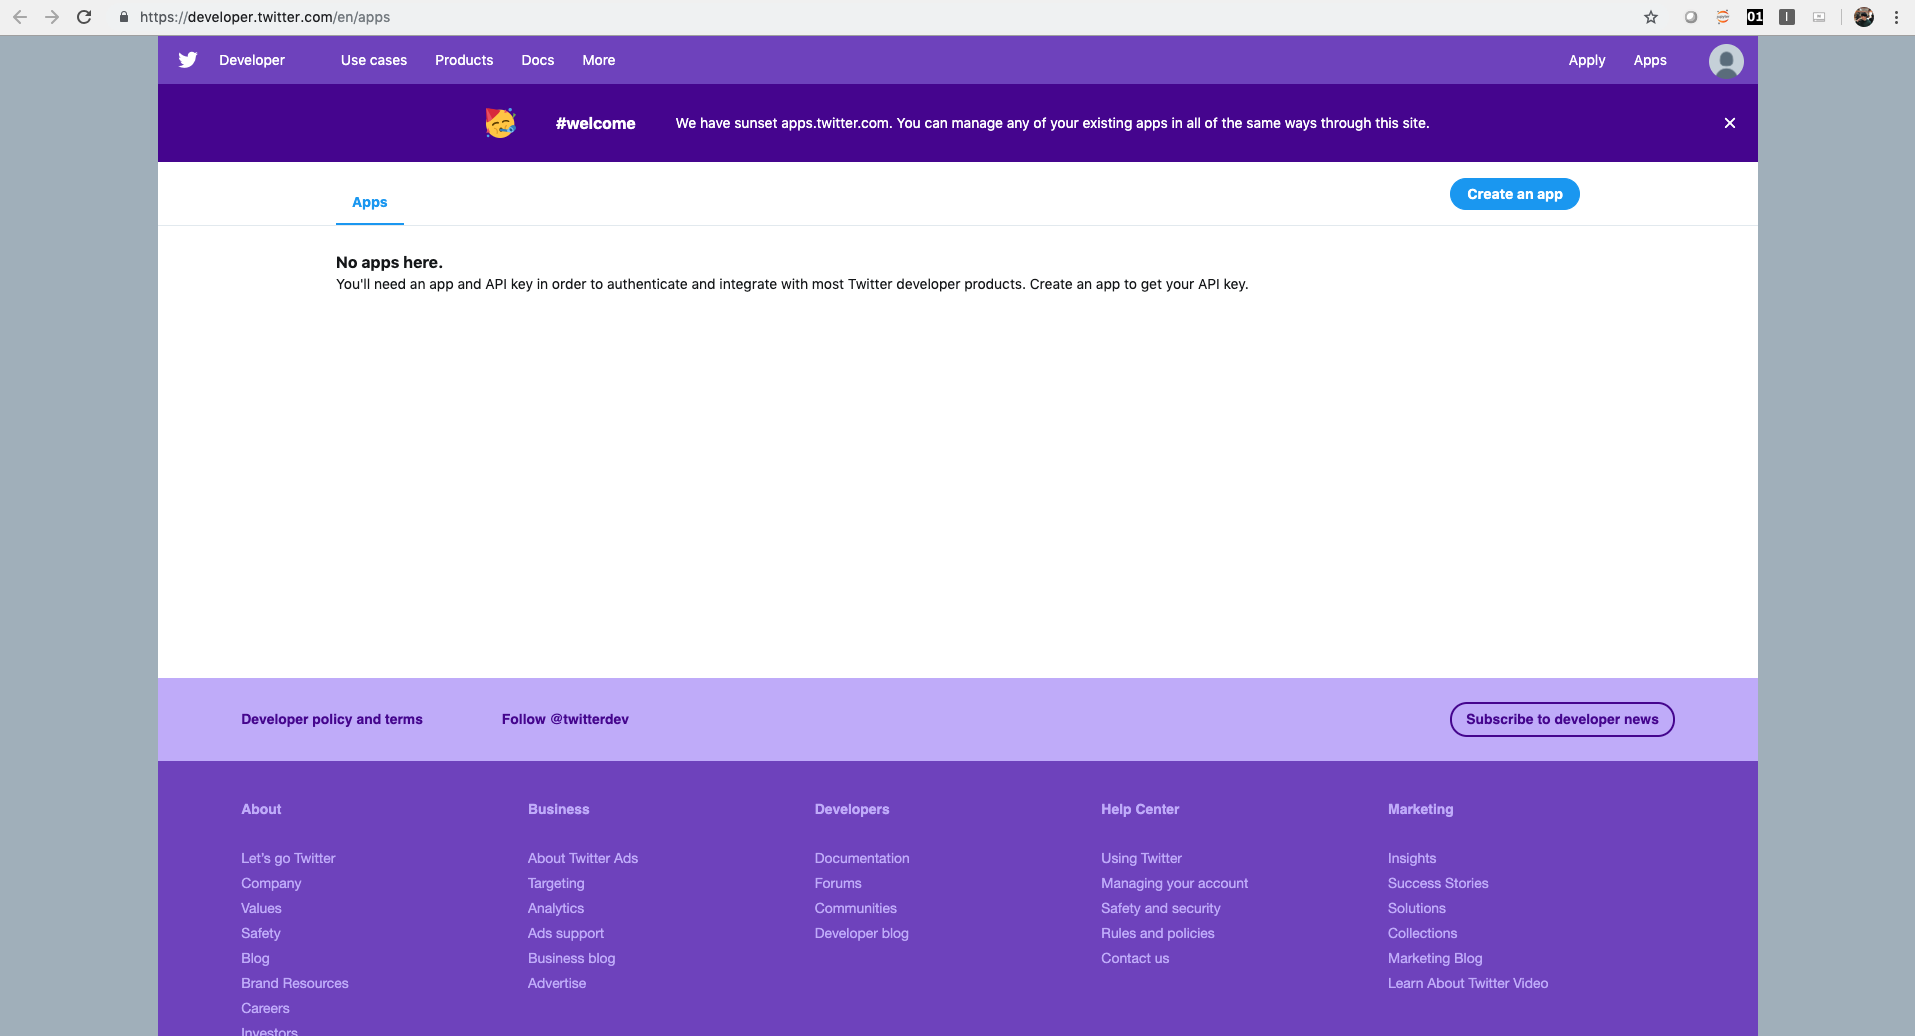 https://developer.twitter.com/en/apps
01
Developer Use cases Products Docs More Apply Apps
#welcome We have sunset apps.twitter.com. You can manage any of your existing apps in all of the same ways through this site.
Apps Create an app
No apps here.
You'll need an app and API key in order to authenticate and integrate with most Twitter developer products. Create an app to get your API key.
Developer policy and terms Follow @twitterdev Subscribe to developer news
About Business Developers Help Center Marketing
Let's go Twitter About Twitter Ads Documentation Using Twitter Insights
Company Targeting Forums Managing your account Success Stories
Values Analytics Communities Safety and security Solutions
Safety Ads support Developer blog Rules and policies Collections
Blog Business blog Contact us Marketing Blog
Brand Resources Advertise Learn About Twitter Video
Careers
Investors